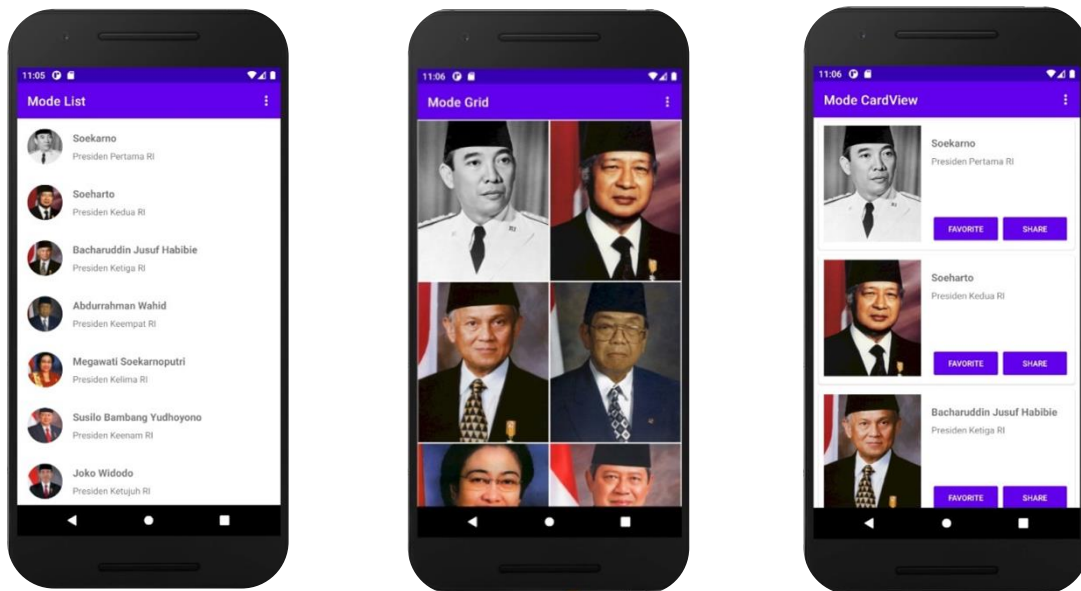 11:05
Mode List
Soekarno
Presiden Pertama RI
Soeharto
Presiden Kedua RI
Bacharuddin Jusuf Habibie
Presiden Ketiga RI
Abdurrahman Wahid
Presiden Keempat RI
Megawati Soekarnoputri
Presiden Kelima RI
Susilo Bambang Yudhoyono
Presiden Keenam RI
Joko Widodo
Presiden Ketujuh RI
11:06
Mode Grid
RI
11:06
Mode CardView
Soekarno
Presiden Pertama RI
FAVORITE SHARE
Soeharto
Presiden Kedua RI
FAVORITE SHARE
Bacharuddin Jusuf Habibie
Presiden Ketiga RI
FAVORITE SHARE